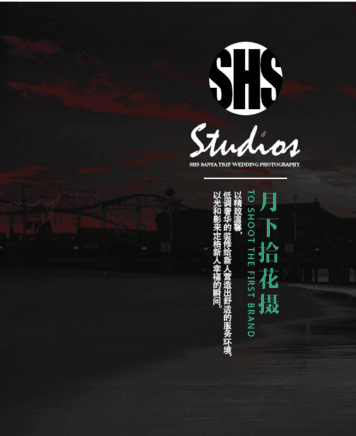 SHS
Studios
SHS SANYA TRIP WEDDING PHOTOGRAPHY
月下拾花摄
TO SHOOT THE FIRST BRAND
以精致温馨、
低调奢华的装修给新人营造出舒适的服务环境,
以光和影来定格新人幸福的瞬间。